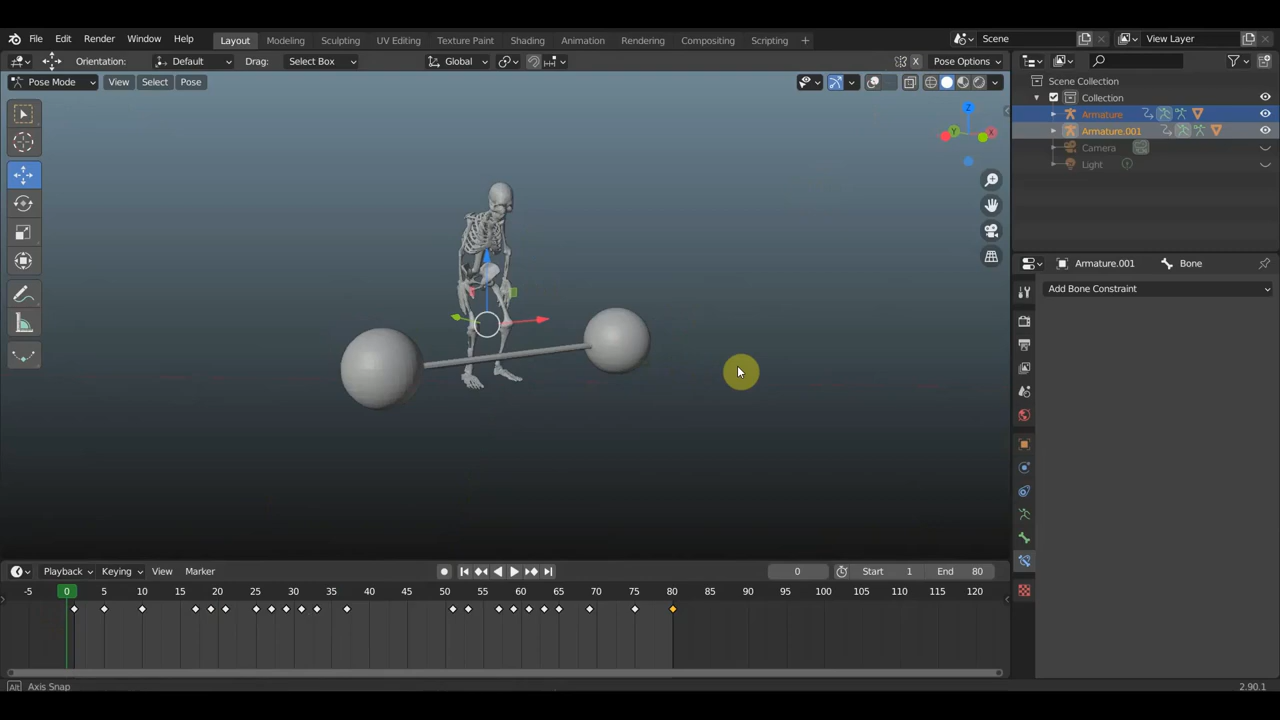 File Edit Render Window Help Layout Modeling Sculpting UV Editing Texture Paint Shading Animation Rendering Compositing Scripting + Scene View Layer
Orientation: Default Drag: Select Box Global X Pose Options
Pose Mode View Select Pose
Scene Collection
Collection
Armature
Armature.001
Camera
Light
Z
Y
X
Armature.001 Bone
Add Bone Constraint
Playback Keying View Marker 0 Start 1 End 80
-5 0 5 10 15 20 25 30 35 40 45 50 55 60 65 70 75 80 85 90 95 100 105 110 115 120
Alt Axis Snap 2.90.1